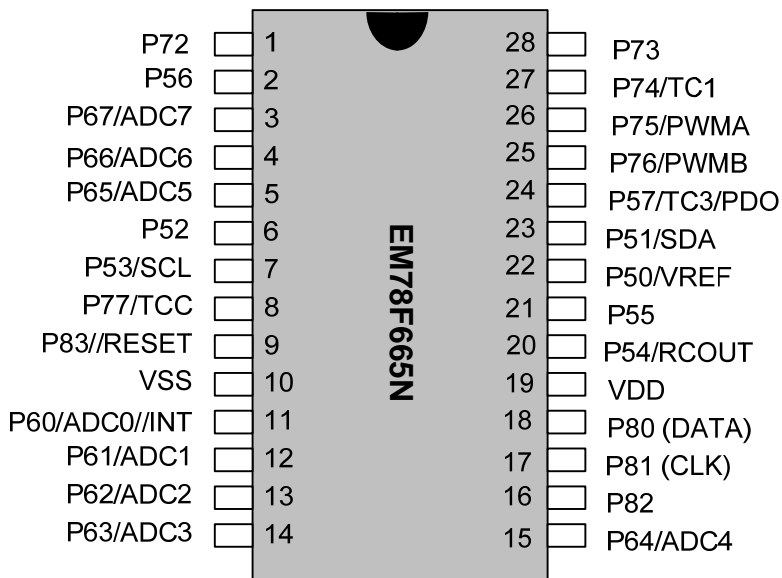 P72 1 28 P73
P56 2 27 P74/TC1
P67/ADC7 3 26 P75/PWMA
P66/ADC6 4 25 P76/PWMB
P65/ADC5 5 24 P57/TC3/PDO
P52 6 23 P51/SDA
P53/SCL 7 22 P50/VREF
P77/TCC 8 21 P55
P83//RESET 9 20 P54/RCOUT
VSS 10 19 VDD
P60/ADC0//INT 11 18 P80 (DATA)
P61/ADC1 12 17 P81 (CLK)
P62/ADC2 13 16 P82
P63/ADC3 14 15 P64/ADC4
EM78F665N